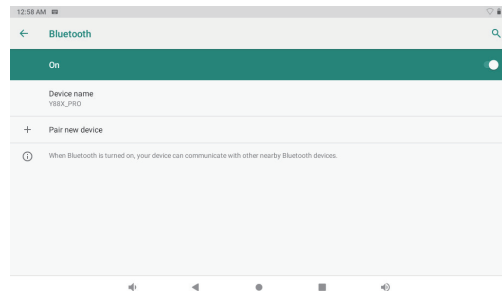 12:58 AM
Bluetooth
On
Device name
Y88X_PRO
Pair new device
When Bluetooth is turned on, your device can communicate with other nearby Bluetooth devices.